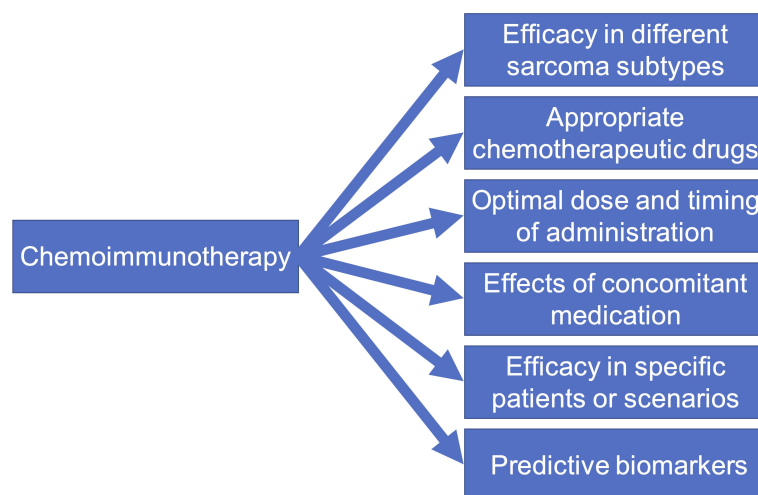 Efficacy in different
sarcoma subtypes
Appropriate
chemotherapeutic drugs
Optimal dose and timing
of administration
Chemoimmunotherapy
Effects of concomitant
medication
Efficacy in specific
patients or scenarios
Predictive biomarkers